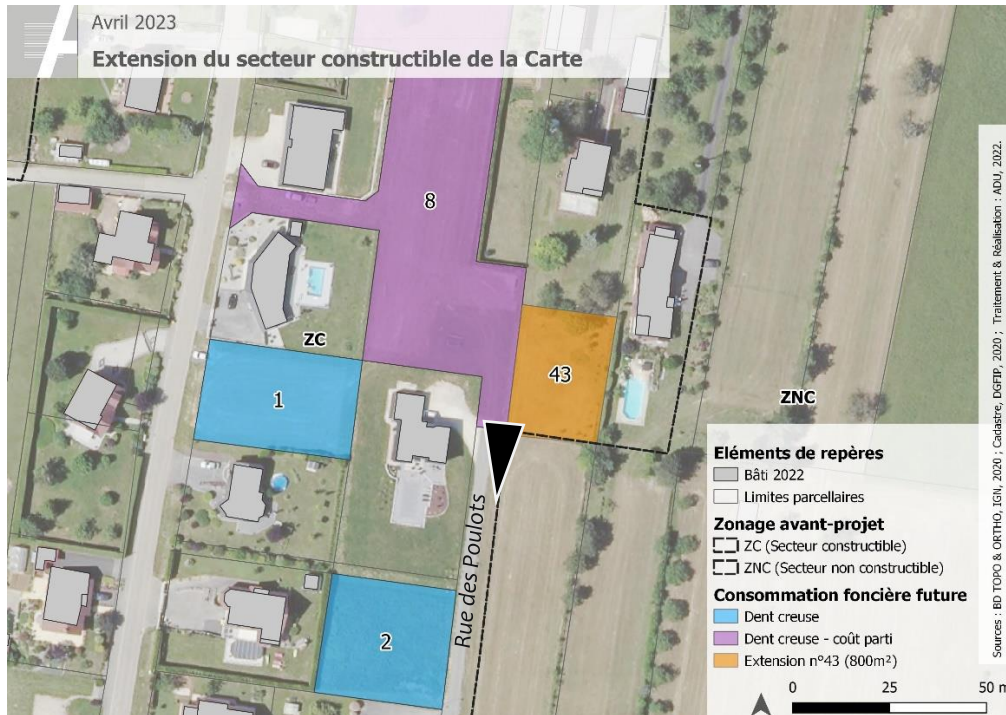 Avril 2023
Extension du secteur constructible de la Carte
8
ZC
1
43
ZNC
Rue des Poulots
2
Eléments de repères
Bâti 2022
Limites parcellaires
Zonage avant-projet
ZC (Secteur constructible)
ZNC (Secteur non constructible)
Consommation foncière future
Dent creuse
Dent creuse - coût parti
Extension n°43 (800m²)
0 25 50 m
Sources : BD TOPO & ORTHO, IGN, 2020 ; Cadastre, DGFIP, 2020 ; Traitement & Réalisation : ADU, 2022.